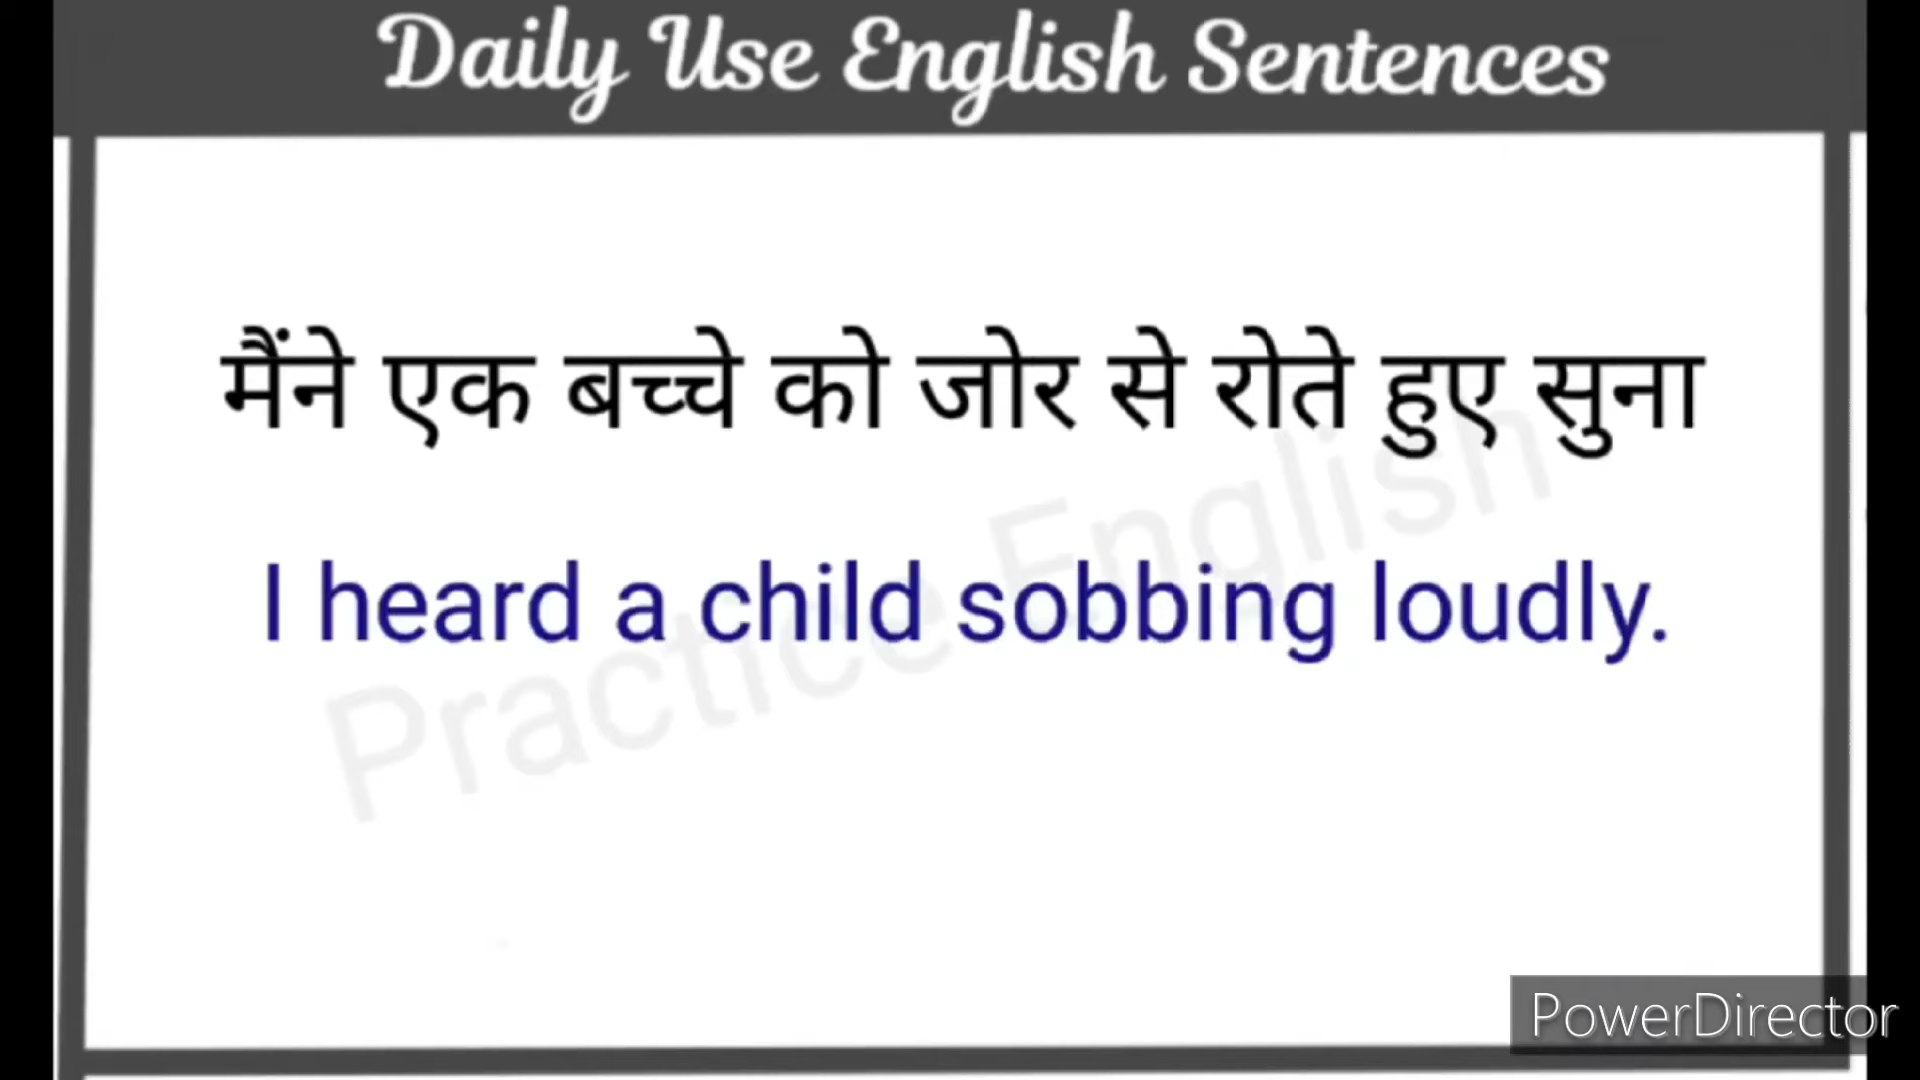 Daily Use English Sentences
मैंने एक बच्चे को जोर से रोते हुए सुना
I heard a child sobbing loudly.
Practice English
PowerDirector